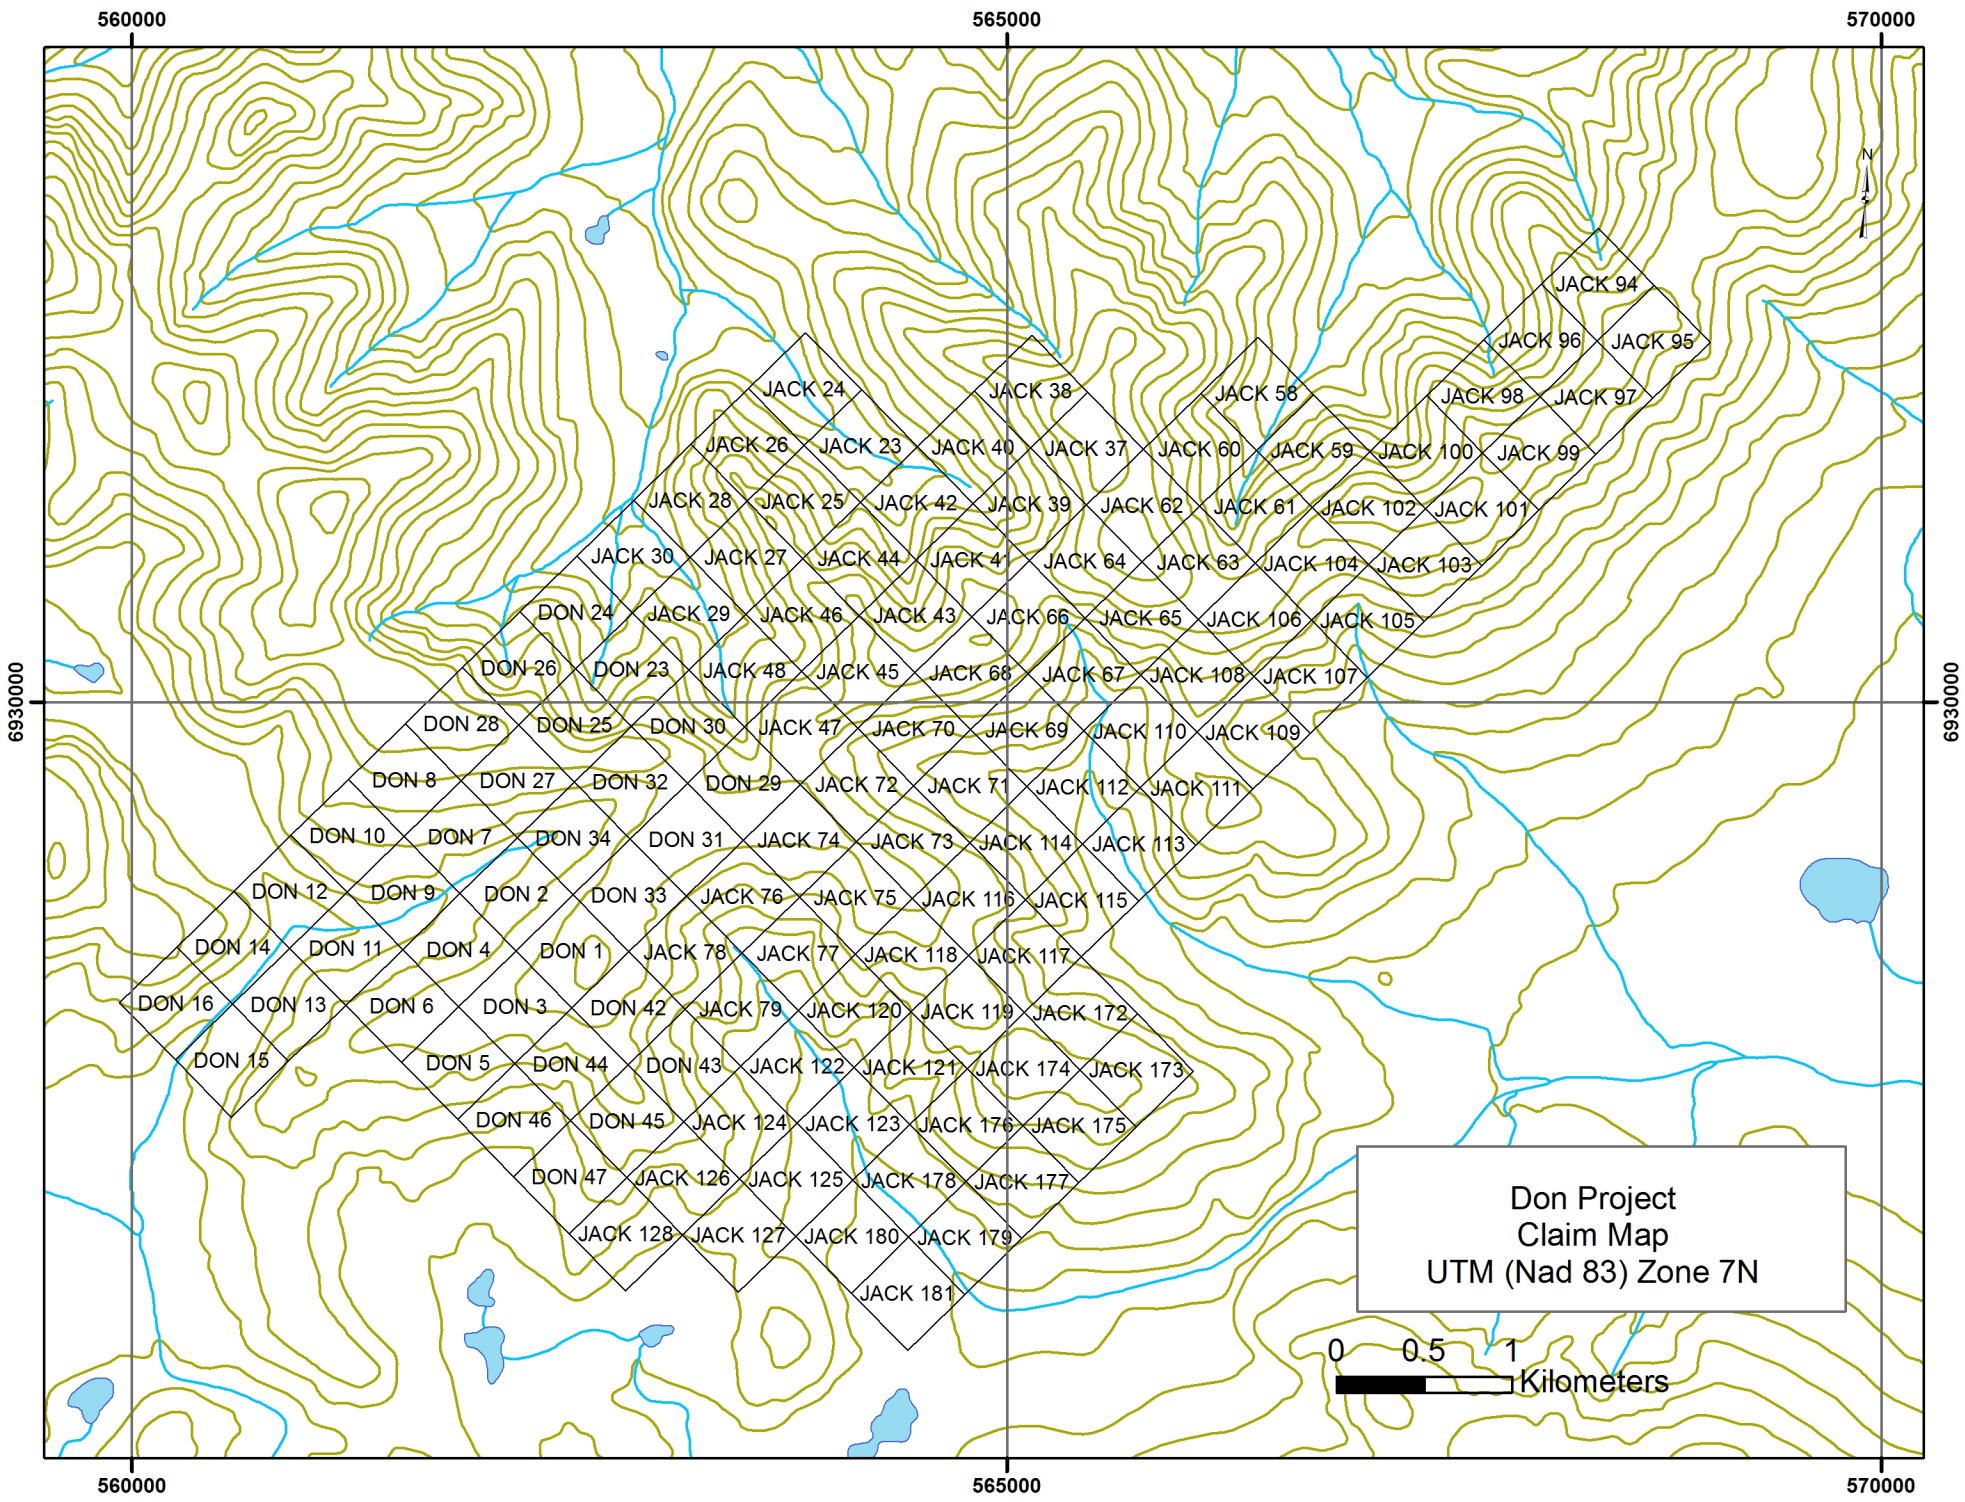 560000
565000
570000
N
JACK 94
JACK 96
JACK 95
JACK 24
JACK 38
JACK 58
JACK 98
JACK 97
JACK 26
JACK 23
JACK 40
JACK 37
JACK 60
JACK 59
JACK 100
JACK 99
JACK 28
JACK 25
JACK 42
JACK 39
JACK 62
JACK 61
JACK 102
JACK 101
JACK 30
JACK 27
JACK 44
JACK 41
JACK 64
JACK 63
JACK 104
JACK 103
DON 24
JACK 29
JACK 46
JACK 43
JACK 66
JACK 65
JACK 106
JACK 105
DON 26
DON 23
JACK 48
JACK 45
JACK 68
JACK 67
JACK 108
JACK 107
6930000
6930000
DON 28
DON 25
DON 30
JACK 47
JACK 70
JACK 69
JACK 110
JACK 109
DON 8
DON 27
DON 32
DON 29
JACK 72
JACK 71
JACK 112
JACK 111
DON 10
DON 7
DON 34
DON 31
JACK 74
JACK 73
JACK 114
JACK 113
DON 12
DON 9
DON 2
DON 33
JACK 76
JACK 75
JACK 116
JACK 115
DON 14
DON 11
DON 4
DON 1
JACK 78
JACK 77
JACK 118
JACK 117
DON 16
DON 13
DON 6
DON 3
DON 42
JACK 79
JACK 120
JACK 119
JACK 172
DON 15
DON 5
DON 44
DON 43
JACK 122
JACK 121
JACK 174
JACK 173
DON 46
DON 45
JACK 124
JACK 123
JACK 176
JACK 175
DON 47
JACK 126
JACK 125
JACK 178
JACK 177
JACK 128
JACK 127
JACK 180
JACK 179
JACK 181
Don Project
Claim Map
UTM (Nad 83) Zone 7N
0 0.5 1
Kilometers
560000
565000
570000